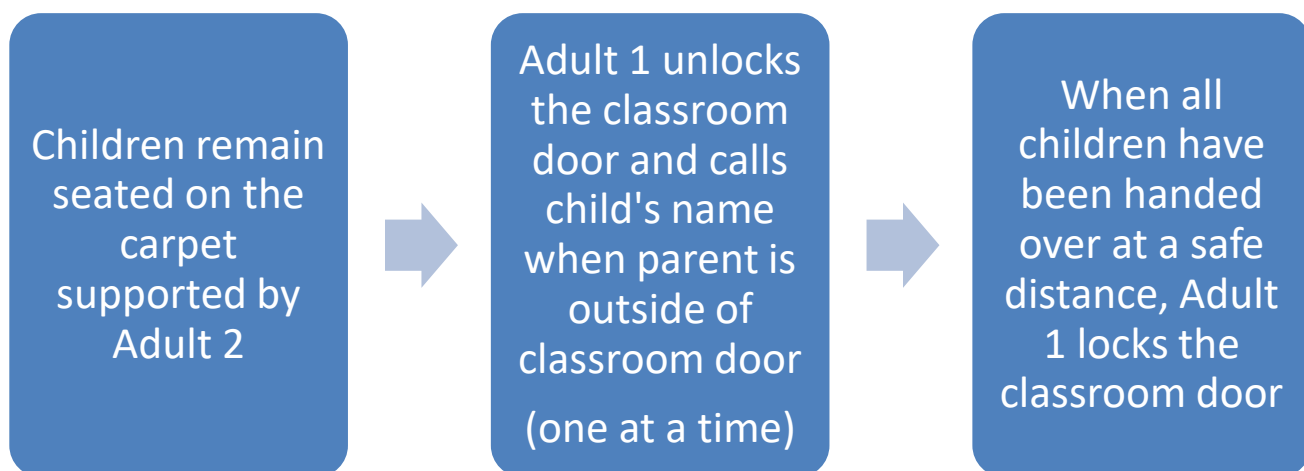 Children remain
seated on the
carpet
supported by
Adult 2
Adult 1 unlocks
the classroom
door and calls
child's name
when parent is
outside of
classroom door
(one at a time)
When all
children have
been handed
over at a safe
distance, Adult
1 locks the
classroom door